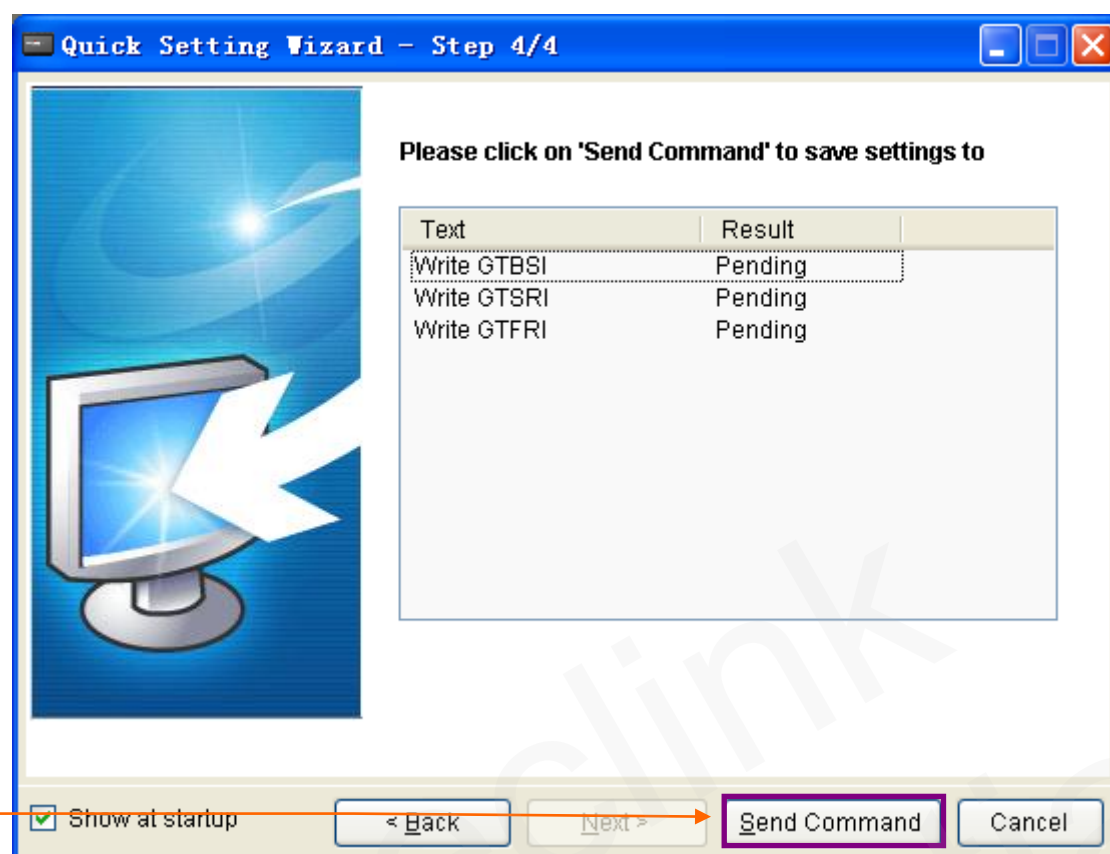 Quick Setting Wizard - Step 4/4
Please click on 'Send Command' to save settings to
Text Result
Write GTBSI Pending
Write GTSRI Pending
Write GTFRI Pending
Show at startup < Back Next > Send Command Cancel